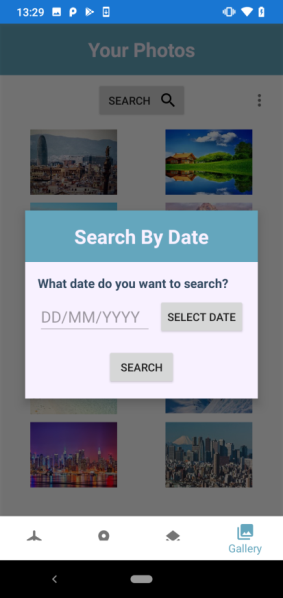 13:29
Your Photos
SEARCH
Search By Date
What date do you want to search?
DD/MM/YYYY
SELECT DATE
SEARCH
Gallery